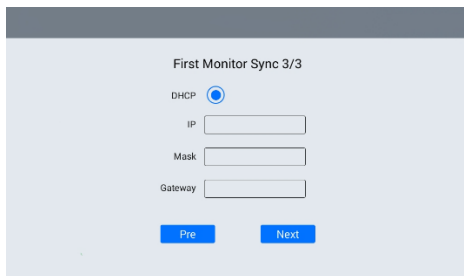 First Monitor Sync 3/3
DHCP
IP
Mask
Gateway
Pre Next